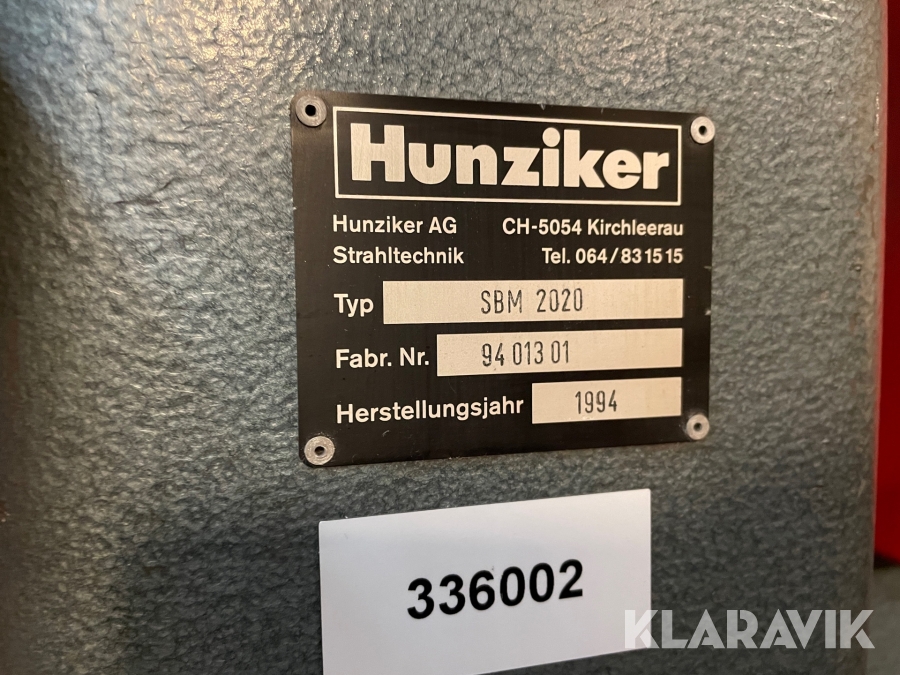 Hunziker
Hunziker AG CH-5054 Kirchleerau
Strahltechnik Tel. 064/83 15 15
Typ SBM 2020
Fabr. Nr. 94 013 01
Herstellungsjahr 1994
336002
KLARAVIK